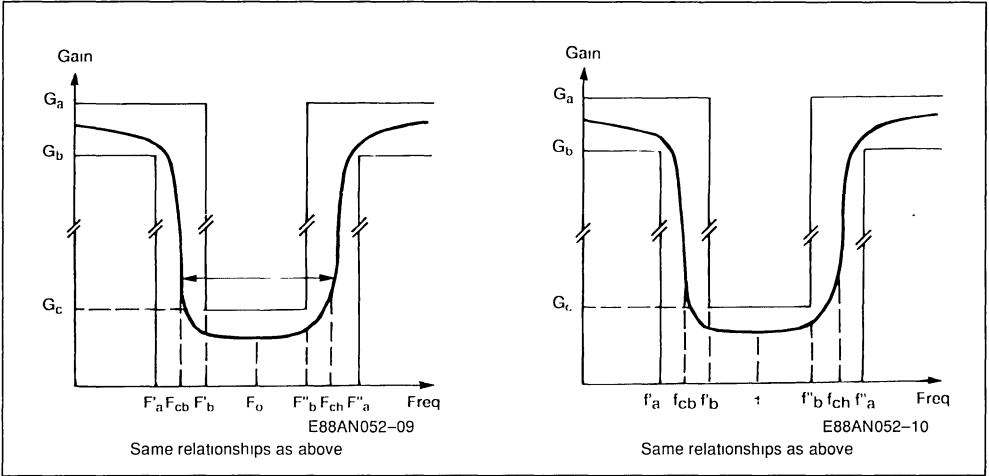 Gain
Ga
Gb
Gc
F'a Fcb F'b Fo F"b Fch F"a Freq
E88AN052–09
Same relationships as above
Gain
Ga
Gb
f'a fcb f'b 1 f"b fch f"a Freq
E88AN052–10
Same relationships as above